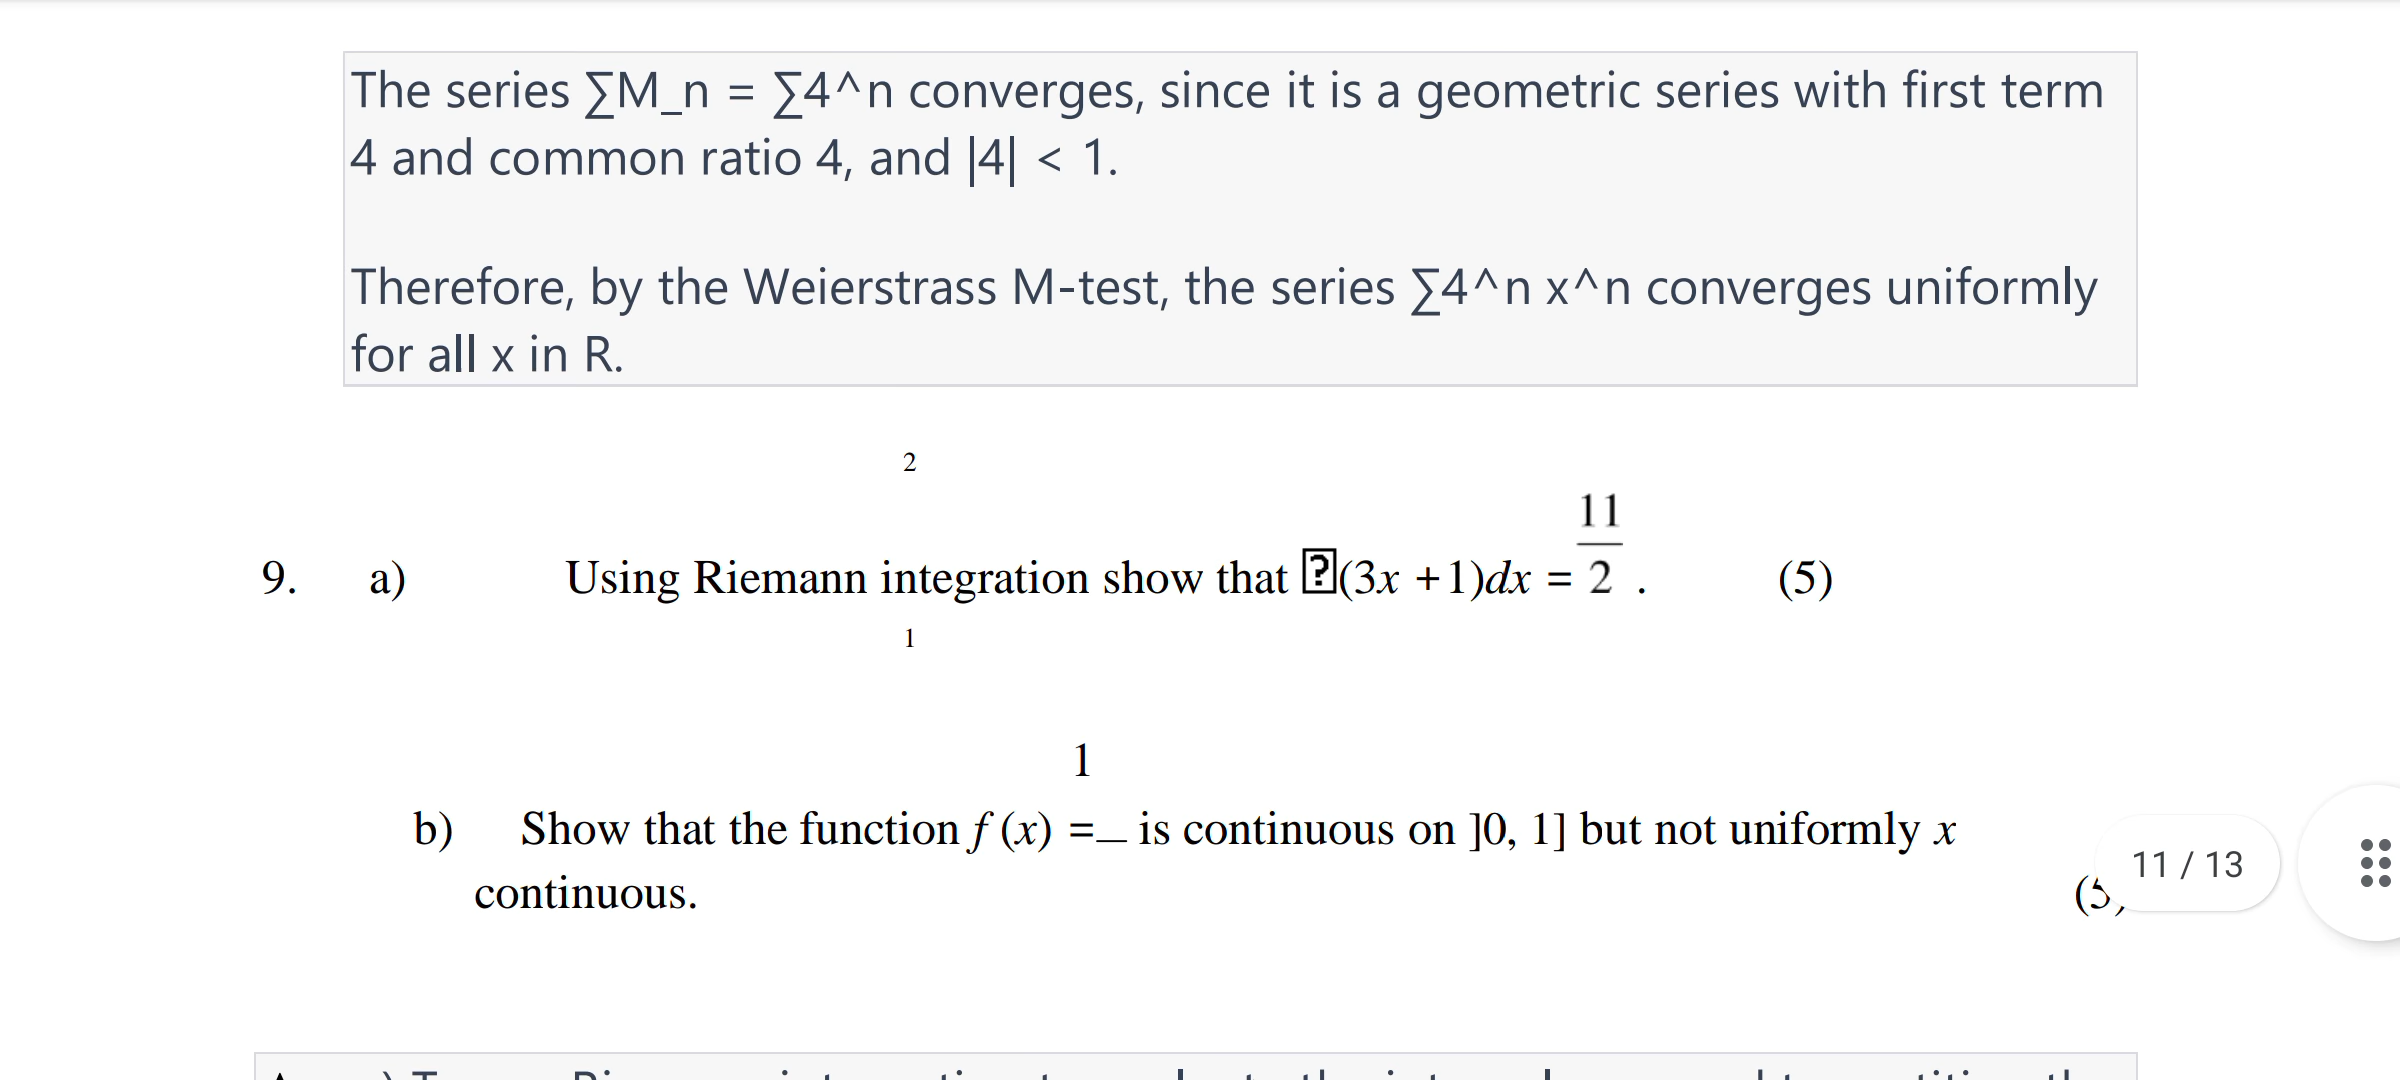 The series ∑M_n = ∑4^n converges, since it is a geometric series with first term
4 and common ratio 4, and |4| < 1.
Therefore, by the Weierstrass M-test, the series ∑4^n x^n converges uniformly
for all x in R.
2
9. a) Using Riemann integration show that ⍰(3x +1)dx = 11/2 . (5)
1
1
b) Show that the function f (x) =_ is continuous on ]0, 1] but not uniformly x
continuous.
11 / 13